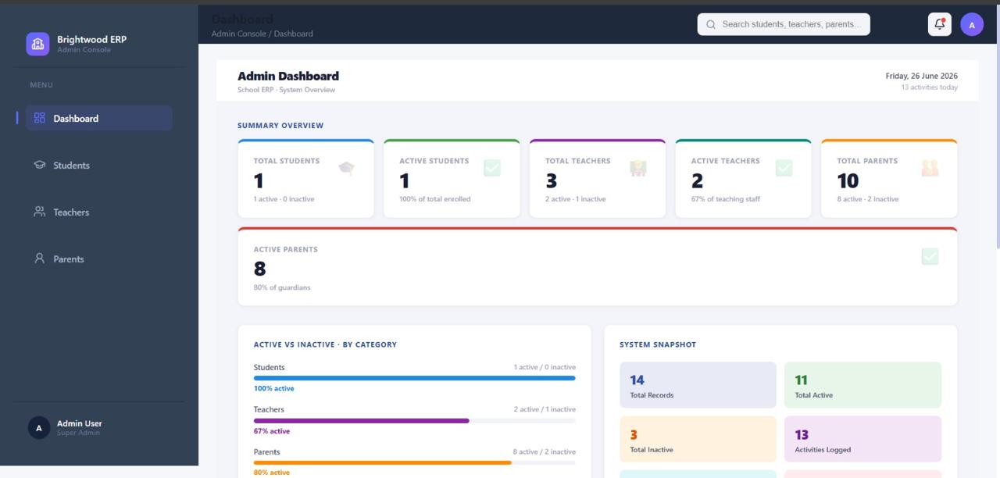 Brightwood ERP
Admin Console
MENU
Dashboard
Students
Teachers
Parents
A
Admin User
Super Admin
Dashboard
Admin Console / Dashboard
Search students, teachers, parents...
A
Admin Dashboard
School ERP · System Overview
Friday, 26 June 2026
13 activities today
SUMMARY OVERVIEW
TOTAL STUDENTS
1
1 active · 0 inactive
ACTIVE STUDENTS
1
100% of total enrolled
TOTAL TEACHERS
3
2 active · 1 inactive
ACTIVE TEACHERS
2
67% of teaching staff
TOTAL PARENTS
10
8 active · 2 inactive
ACTIVE PARENTS
8
80% of guardians
ACTIVE VS INACTIVE · BY CATEGORY
Students 1 active / 0 inactive
100% active
Teachers 2 active / 1 inactive
67% active
Parents 8 active / 2 inactive
80% active
SYSTEM SNAPSHOT
14
Total Records
11
Total Active
3
Total Inactive
13
Activities Logged